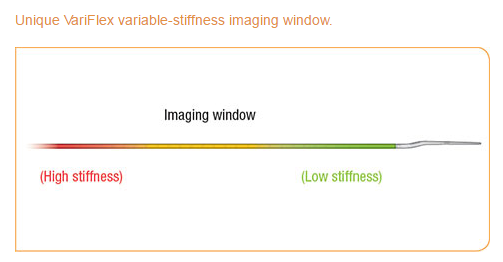 Unique VariFlex variable-stiffness imaging window.
Imaging window
(High stiffness) (Low stiffness)